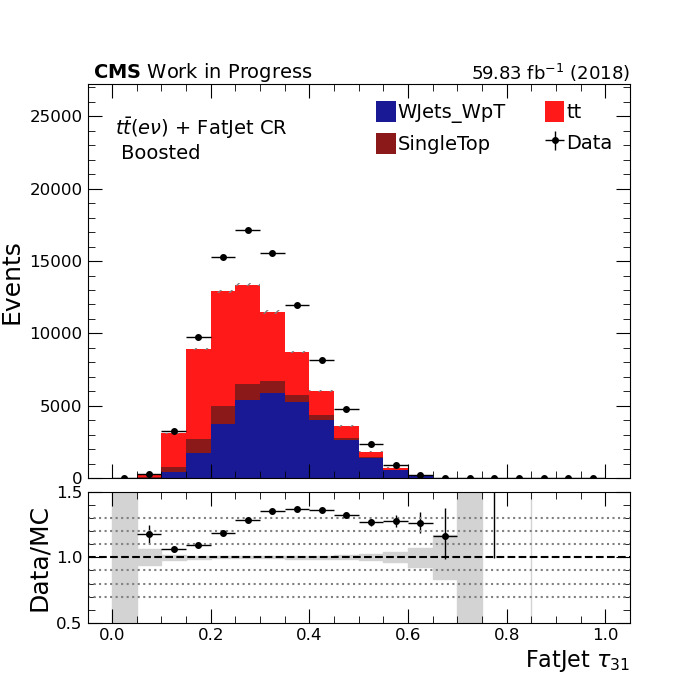 CMS Work in Progress 59.83 fb⁻¹ (2018)
tt̄(eν) + FatJet CR
Boosted
WJets_WpT tt
SingleTop Data
Events
25000
20000
15000
10000
5000
0
Data/MC
1.5
1.0
0.5
0.0 0.2 0.4 0.6 0.8 1.0
FatJet τ₃₁